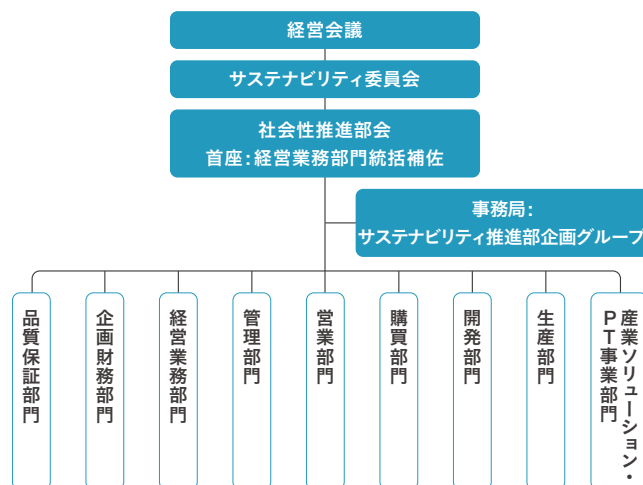 経営会議
サステナビリティ委員会
社会性推進部会
首座:経営業務部門統括補佐
事務局:
サステナビリティ推進部企画グループ
品質保証部門
企画財務部門
経営業務部門
管理部門
営業部門
購買部門
開発部門
生産部門
産業ソリューション・
PT事業部門